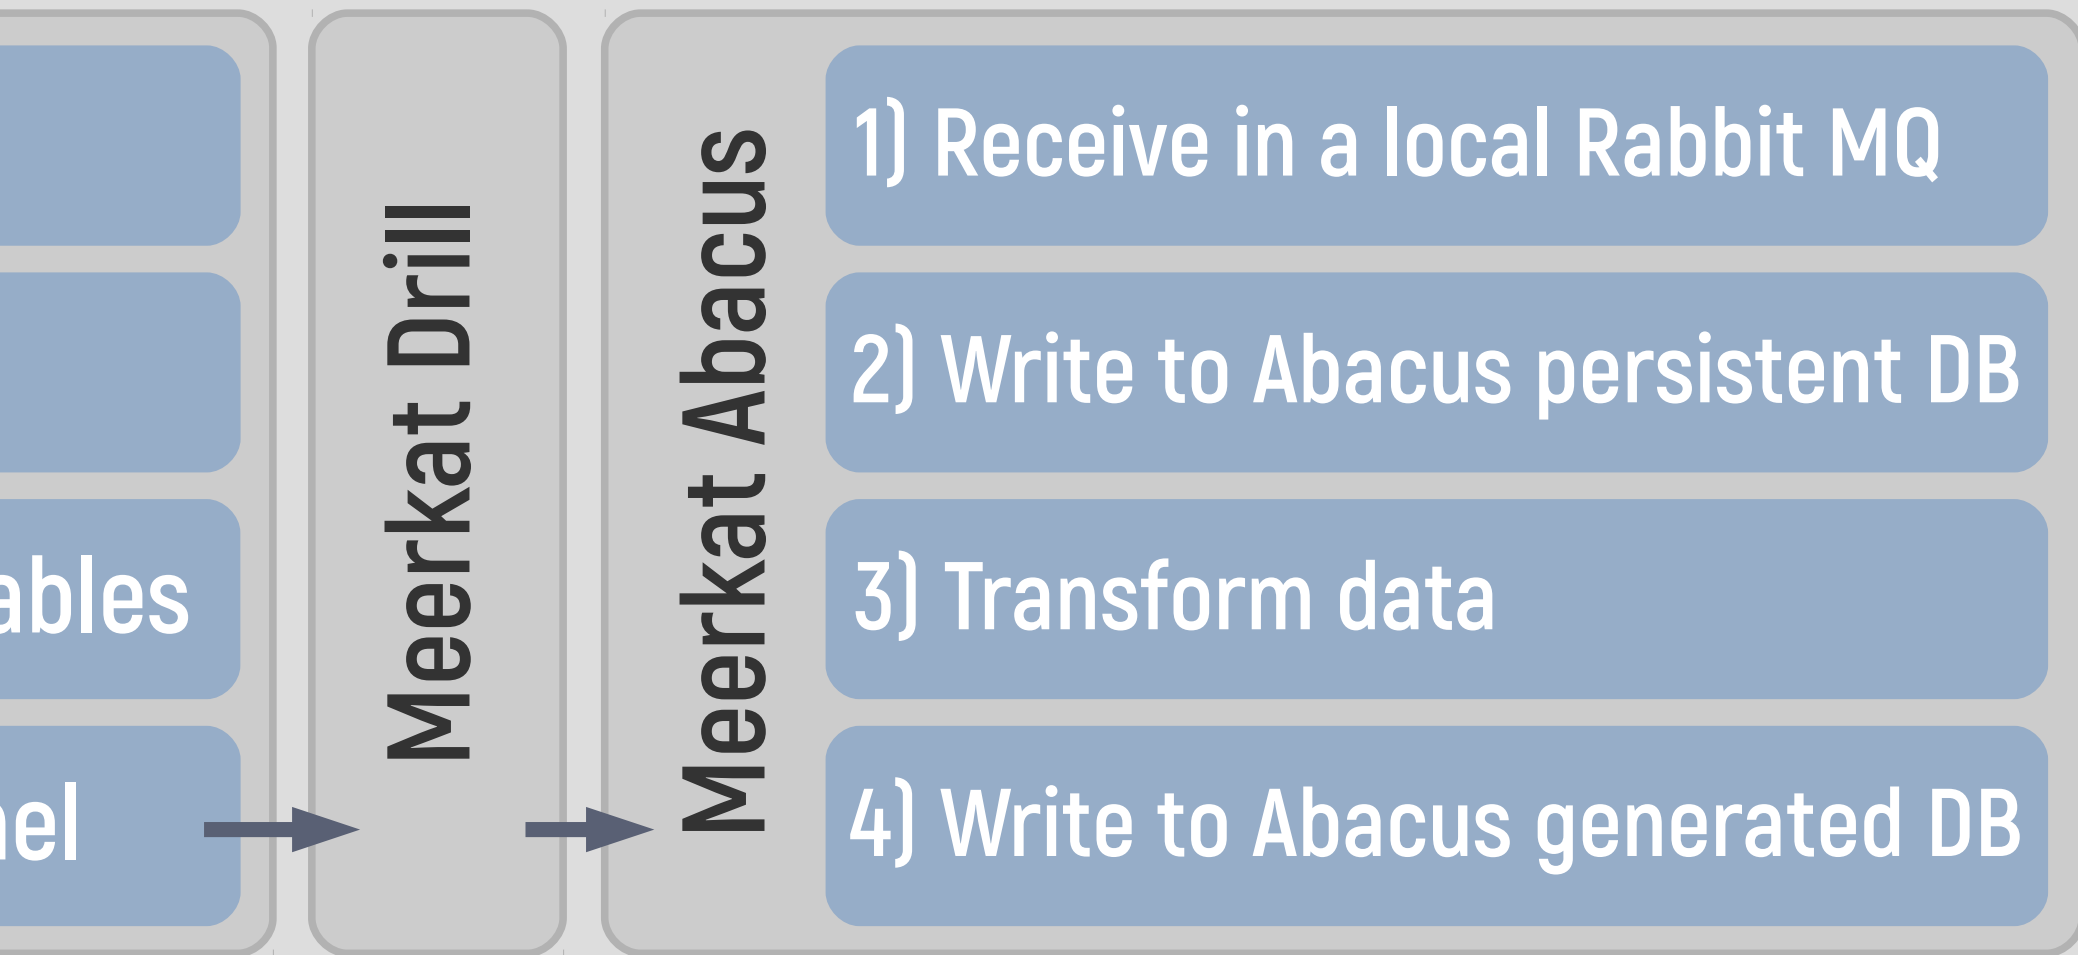 ables
nel
Meerkat Drill
Meerkat Abacus
1) Receive in a local Rabbit MQ
2) Write to Abacus persistent DB
3) Transform data
4) Write to Abacus generated DB